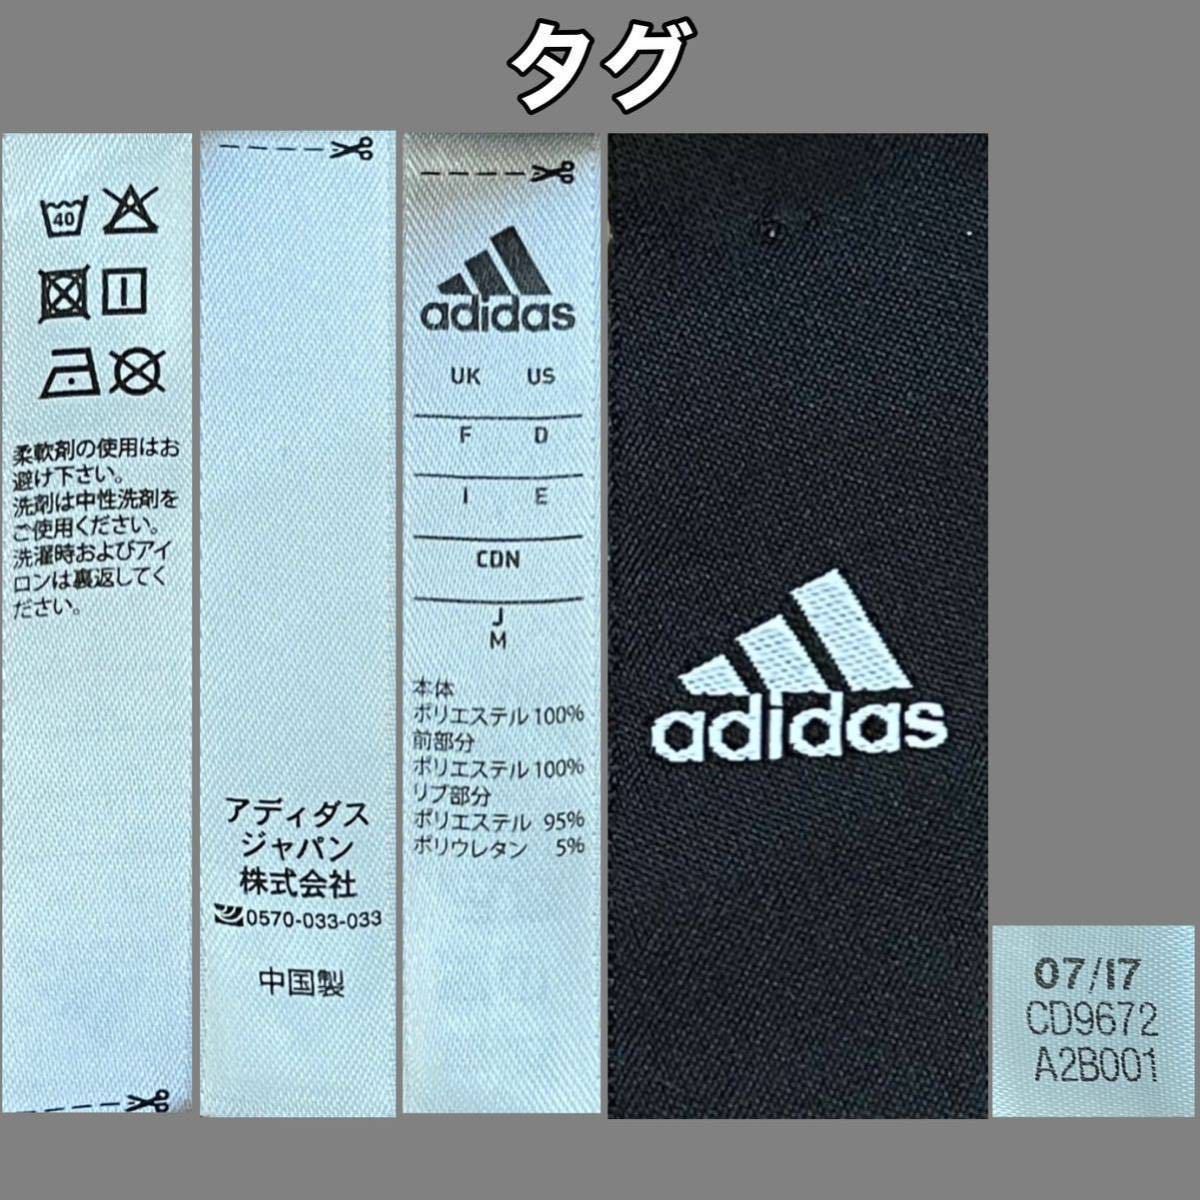 タグ
40
柔軟剤の使用はお
避け下さい。
洗剤は中性洗剤を
ご使用ください。
洗濯時およびアイ
ロンは裏返してく
ださい。
アディダス
ジャパン
株式会社
0570-033-033
中国製
adidas
UK US
F D
I E
CDN
J
M
本体
ポリエステル 100%
前部分
ポリエステル 100%
リブ部分
ポリエステル 95%
ポリウレタン 5%
adidas
07/17
CD9672
A2B001